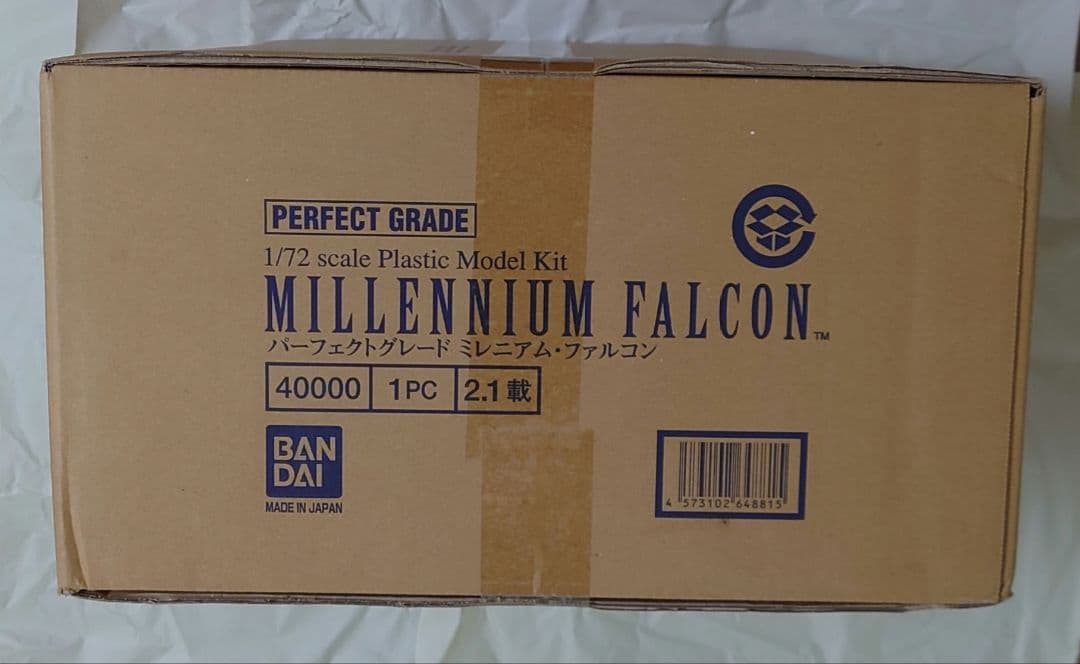 PERFECT GRADE
1/72 scale Plastic Model Kit
MILLENNIUM FALCON™
パーフェクトグレード ミレニアム・ファルコン
40000 1PC 2.1載
BAN
DAI
MADE IN JAPAN
4 573102 648815